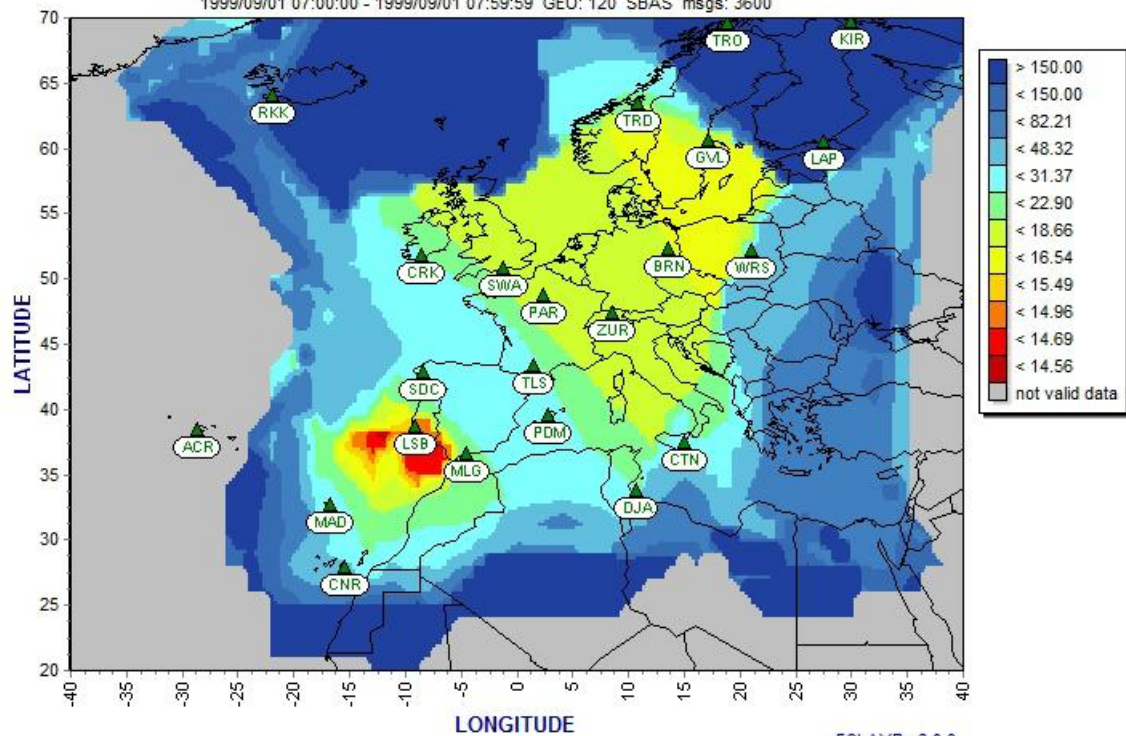 1999/09/01 07:00:00 - 1999/09/01 07:59:59 GEO: 120 SBAS msgs: 3600
70
65
60
55
50
45
40
35
30
25
20
LATITUDE
TRO
KIR
RKK
TRD
GVL
LAP
CRK
SWA
BRN
WRS
PAR
ZUR
SDC
TLS
ACR
LSB
PDM
MLG
CTN
MAD
DJA
CNR
-40
-35
-30
-25
-20
-15
-10
-5
0
5
10
15
20
25
30
35
40
LONGITUDE
> 150.00
< 150.00
< 82.21
< 48.32
< 31.37
< 22.90
< 18.66
< 16.54
< 15.49
< 14.96
< 14.69
< 14.56
not valid data